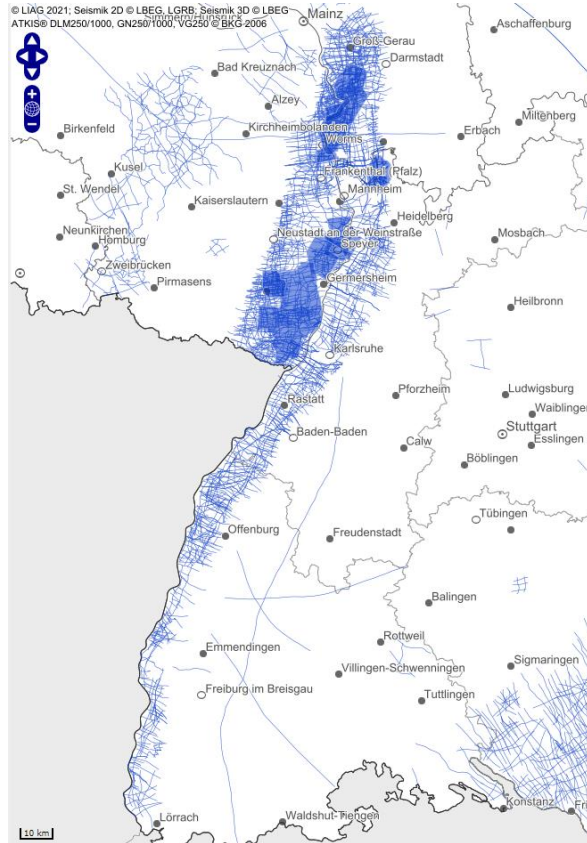 © LIAG 2021; Seismik 2D © LBEG, LGRB; Seismik 3D © LBEG
ATKIS® DLM250/1000, GN250/1000, VG250 © BKG 2006
Simmern/Hunsrück
Mainz
Aschaffenburg
Groß-Gerau
Darmstadt
Bad Kreuznach
Alzey
Miltenberg
Birkenfeld
Kirchheimbolanden
Erbach
Worms
Kusel
Frankenthal (Pfalz)
St. Wendel
Mannheim
Kaiserslautern
Heidelberg
Neunkirchen
Neustadt an der Weinstraße
Mosbach
Homburg
Speyer
Zweibrücken
Pirmasens
Germersheim
Heilbronn
Karlsruhe
Pforzheim
Ludwigsburg
Rastatt
Waiblingen
Stuttgart
Baden-Baden
Esslingen
Calw
Böblingen
Tübingen
Offenburg
Freudenstadt
Balingen
Rottweil
Emmendingen
Sigmaringen
Villingen-Schwenningen
Freiburg im Breisgau
Tuttlingen
Konstanz
Fri
Lörrach
Waldshut-Tiengen
10 km